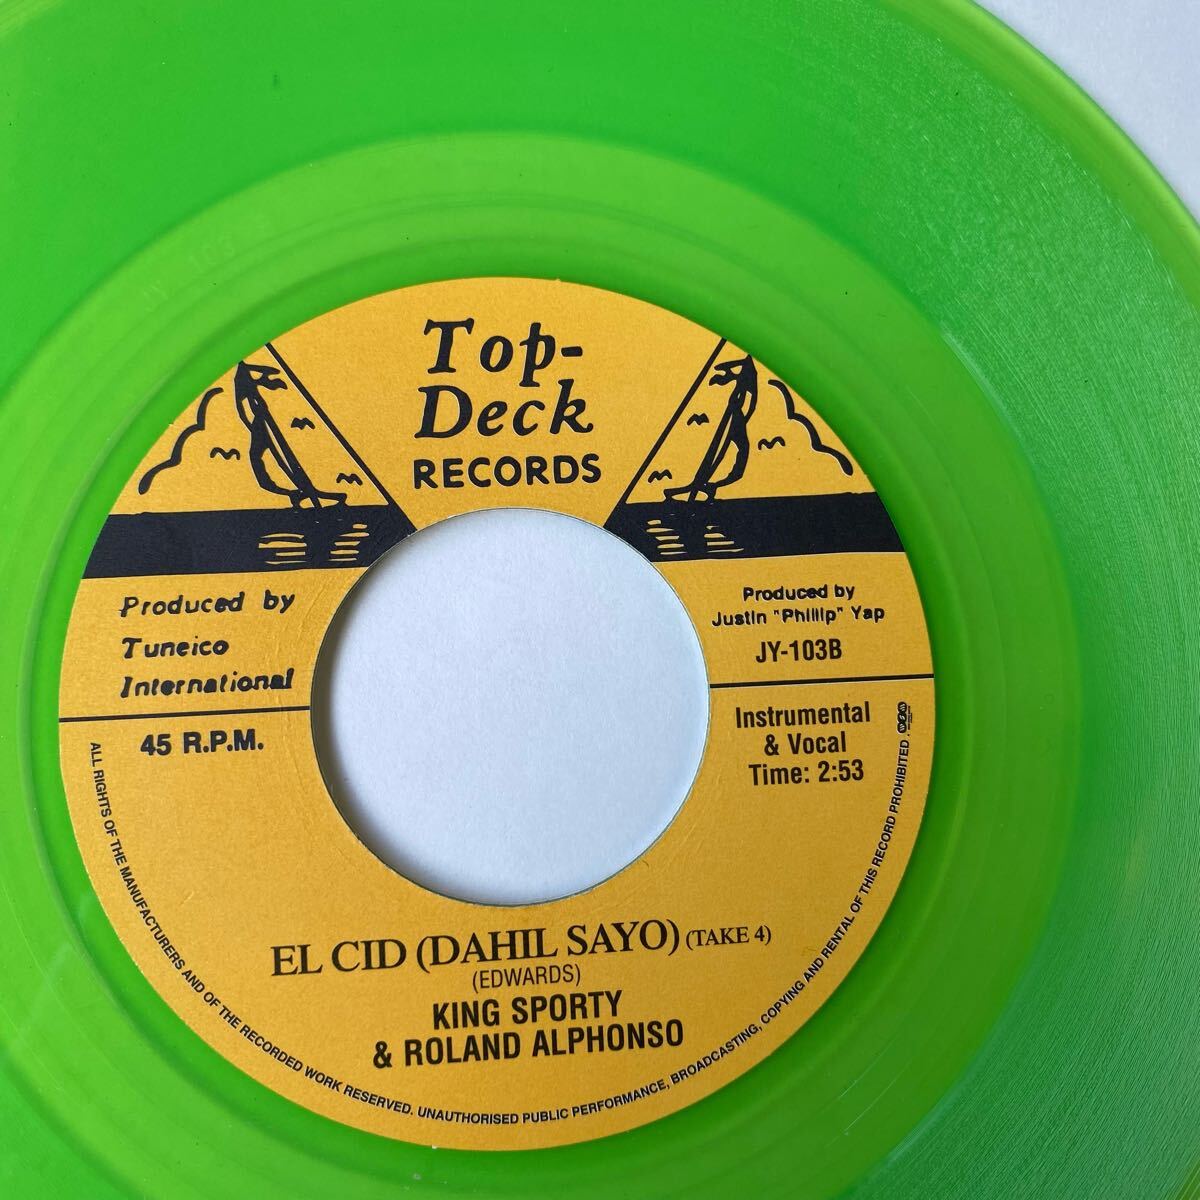 Top-
Deck
RECORDS
Produced by
Tuneico
International
45 R.P.M.
Produced by
Justin "Phillip" Yap
JY-103B
Instrumental
& Vocal
Time: 2:53
EL CID (DAHIL SAYO) (TAKE 4)
(EDWARDS)
KING SPORTY
& ROLAND ALPHONSO
ALL RIGHTS OF THE MANUFACTURERS AND OF THE RECORDED WORK RESERVED. UNAUTHORISED PUBLIC PERFORMANCE, BROADCASTING, COPYING AND RENTAL OF THIS RECORD PROHIBITED.